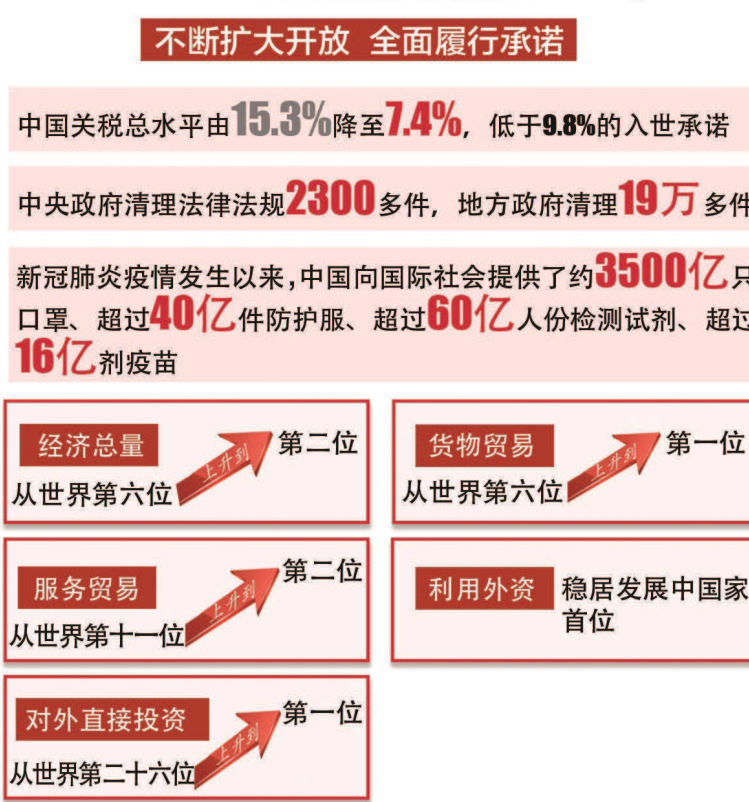 不断扩大开放 全面履行承诺
中国关税总水平由15.3%降至7.4%，低于9.8%的入世承诺
中央政府清理法律法规2300多件，地方政府清理19万多件
新冠肺炎疫情发生以来，中国向国际社会提供了约3500亿只
口罩、超过40亿件防护服、超过60亿人份检测试剂、超过
16亿剂疫苗
经济总量
从世界第六位
上升到
第二位
货物贸易
从世界第六位
上升到
第一位
服务贸易
从世界第十一位
上升到
第二位
利用外资
稳居发展中国家
首位
对外直接投资
从世界第二十六位
上升到
第一位